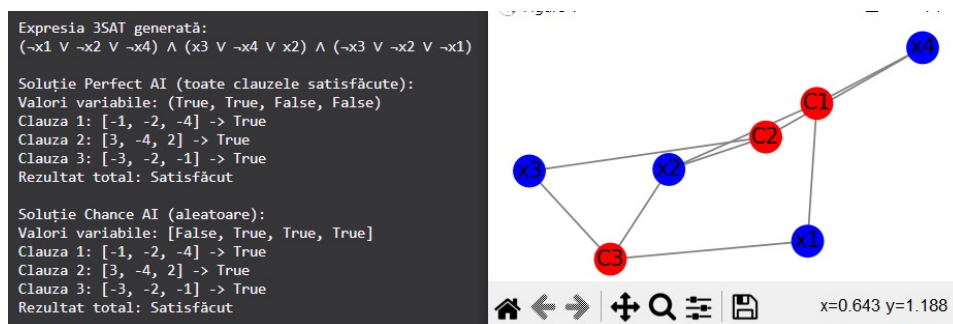 Expresia 3SAT generată:
(¬x1 ∨ ¬x2 ∨ ¬x4) ∧ (x3 ∨ ¬x4 ∨ x2) ∧ (¬x3 ∨ ¬x2 ∨ ¬x1)
Soluție Perfect AI (toate clauzele satisfăcute):
Valori variabile: (True, True, False, False)
Clauza 1: [-1, -2, -4] -> True
Clauza 2: [3, -4, 2] -> True
Clauza 3: [-3, -2, -1] -> True
Rezultat total: Satisfăcut
Soluție Chance AI (aleatoare):
Valori variabile: [False, True, True, True]
Clauza 1: [-1, -2, -4] -> True
Clauza 2: [3, -4, 2] -> True
Clauza 3: [-3, -2, -1] -> True
Rezultat total: Satisfăcut
x4
C1
C2
x3
x2
x1
C3
x=0.643 y=1.188